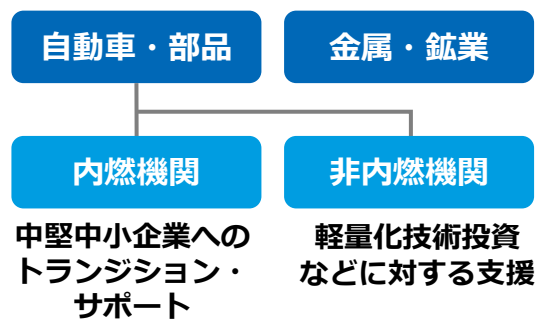 自動車・部品
金属・鉱業
内燃機関
非内燃機関
中堅中小企業への
トランジション・
サポート
軽量化技術投資
などに対する支援